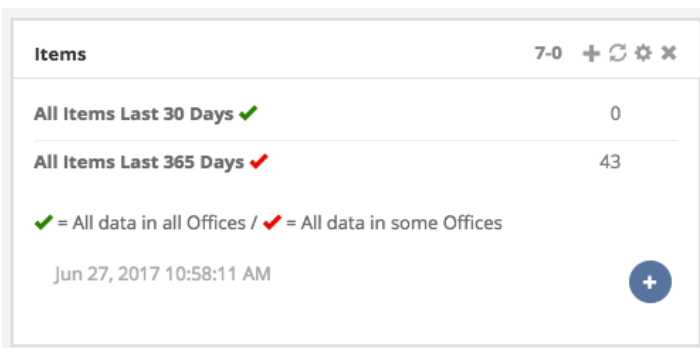 Items 7-0
All Items Last 30 Days ✔ 0
All Items Last 365 Days ✔ 43
✔ = All data in all Offices / ✔ = All data in some Offices
Jun 27, 2017 10:58:11 AM